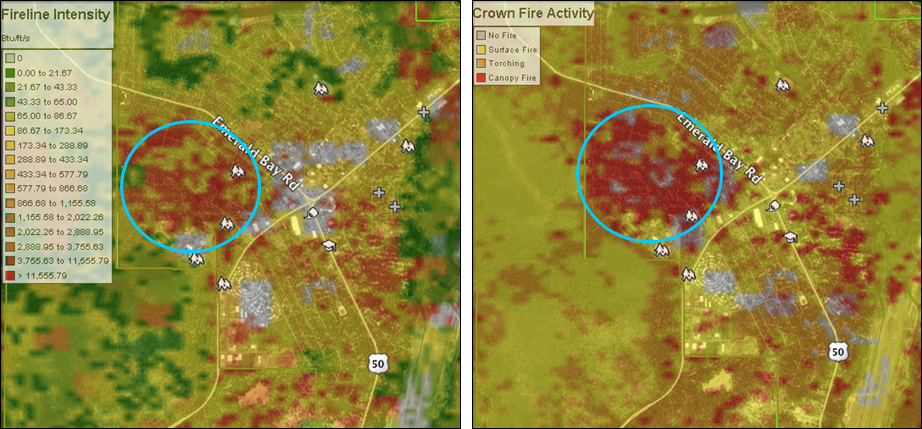 Fireline Intensity
Btu/ft/s
0
0.00 to 21.67
21.67 to 43.33
43.33 to 65.00
65.00 to 86.67
86.67 to 173.34
173.34 to 288.89
288.89 to 433.34
433.34 to 577.79
577.79 to 866.68
866.68 to 1,155.58
1,155.58 to 2,022.26
2,022.26 to 2,888.95
2,888.95 to 3,755.63
3,755.63 to 11,555.79
> 11,555.79
Emerald Bay Rd
50
Crown Fire Activity
No Fire
Surface Fire
Torching
Canopy Fire
Emerald Bay Rd
50